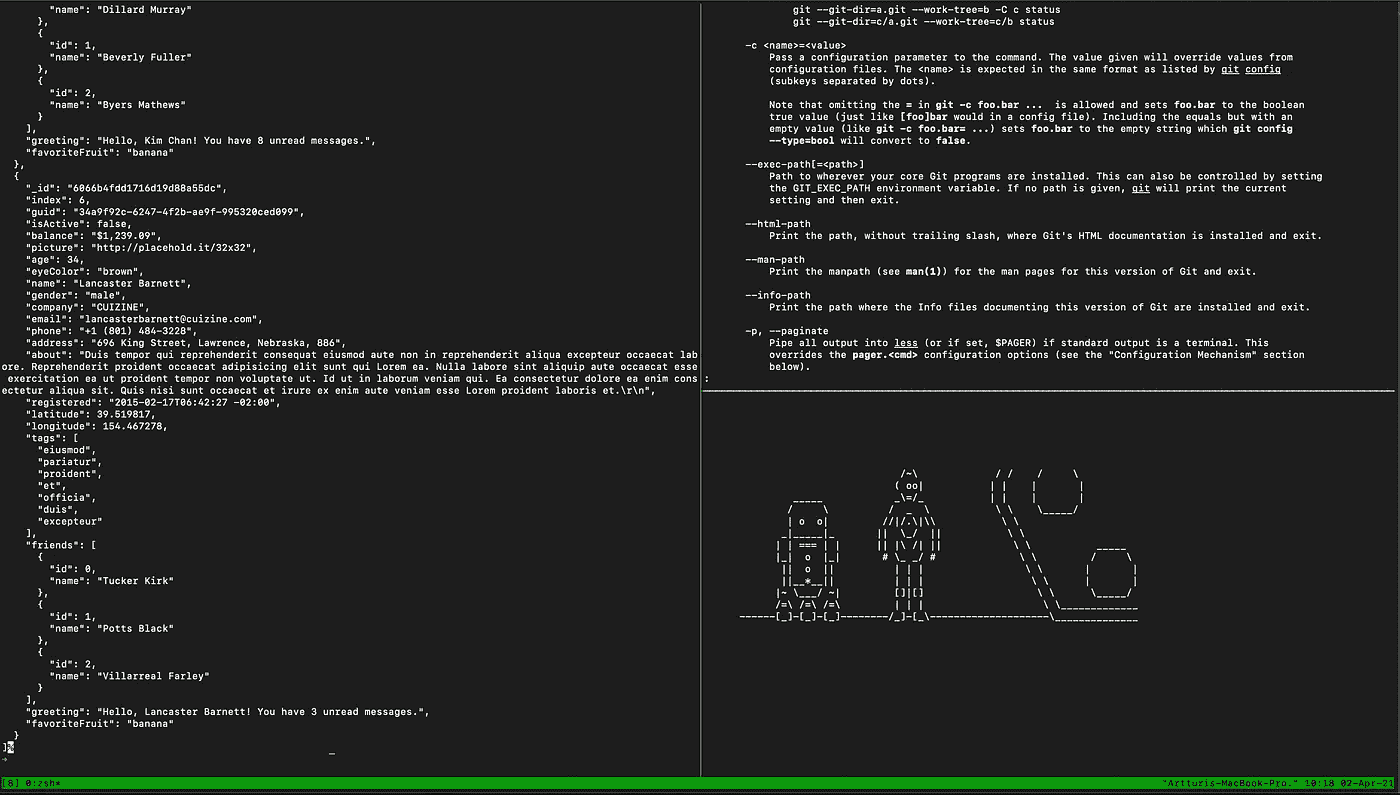 "name": "Dillard Murray"
    },
    {
      "id": 1,
      "name": "Beverly Fuller"
    },
    {
      "id": 2,
      "name": "Byers Mathews"
    }
  ],
  "greeting": "Hello, Kim Chan! You have 8 unread messages.",
  "favoriteFruit": "banana"
},
{
  "_id": "6066b4fdd1716d19d88a55dc",
  "index": 6,
  "guid": "34a9f92c-6247-4f2b-ae9f-995320ced099",
  "isActive": false,
  "balance": "$1,239.09",
  "picture": "http://placehold.it/32x32",
  "age": 34,
  "eyeColor": "brown",
  "name": "Lancaster Barnett",
  "gender": "male",
  "company": "CUIZINE",
  "email": "lancasterbarnett@cuizine.com",
  "phone": "+1 (801) 484-3228",
  "address": "696 King Street, Lawrence, Nebraska, 886",
  "about": "Duis tempor qui reprehenderit consequat eiusmod aute non in reprehenderit aliqua excepteur occaecat lab
ore. Reprehenderit proident occaecat adipisicing elit sunt qui Lorem ea. Nulla labore sint aliquip aute occaecat esse
 exercitation ea ut proident tempor non voluptate ut. Id ut in laborum veniam qui. Ea consectetur dolore ea enim cons
ectetur aliqua sit. Quis nisi sunt occaecat et irure ex enim aute veniam esse Lorem proident laboris et.\r\n",
  "registered": "2015-02-17T06:42:27 -02:00",
  "latitude": 39.519817,
  "longitude": 154.467278,
  "tags": [
    "eiusmod",
    "pariatur",
    "proident",
    "et",
    "officia",
    "duis",
    "excepteur"
  ],
  "friends": [
    {
      "id": 0,
      "name": "Tucker Kirk"
    },
    {
      "id": 1,
      "name": "Potts Black"
    },
    {
      "id": 2,
      "name": "Villarreal Farley"
    }
  ],
  "greeting": "Hello, Lancaster Barnett! You have 3 unread messages.",
  "favoriteFruit": "banana"
}
]%
→
git --git-dir=a.git --work-tree=b -C c status
git --git-dir=c/a.git --work-tree=c/b status
-c <name>=<value>
Pass a configuration parameter to the command. The value given will override values from
configuration files. The <name> is expected in the same format as listed by git config
(subkeys separated by dots).
Note that omitting the = in git -c foo.bar ...  is allowed and sets foo.bar to the boolean
true value (just like [foo]bar would in a config file). Including the equals but with an
empty value (like git -c foo.bar= ...) sets foo.bar to the empty string which git config
--type=bool will convert to false.
--exec-path[=<path>]
Path to wherever your core Git programs are installed. This can also be controlled by setting
the GIT_EXEC_PATH environment variable. If no path is given, git will print the current
setting and then exit.
--html-path
Print the path, without trailing slash, where Git's HTML documentation is installed and exit.
--man-path
Print the manpath (see man(1)) for the man pages for this version of Git and exit.
--info-path
Print the path where the Info files documenting this version of Git are installed and exit.
-p, --paginate
Pipe all output into less (or if set, $PAGER) if standard output is a terminal. This
overrides the pager.<cmd> configuration options (see the "Configuration Mechanism" section
below).
:
[8] 0:zsh*
"Artturis-MacBook-Pro." 10:18 02-Apr-21